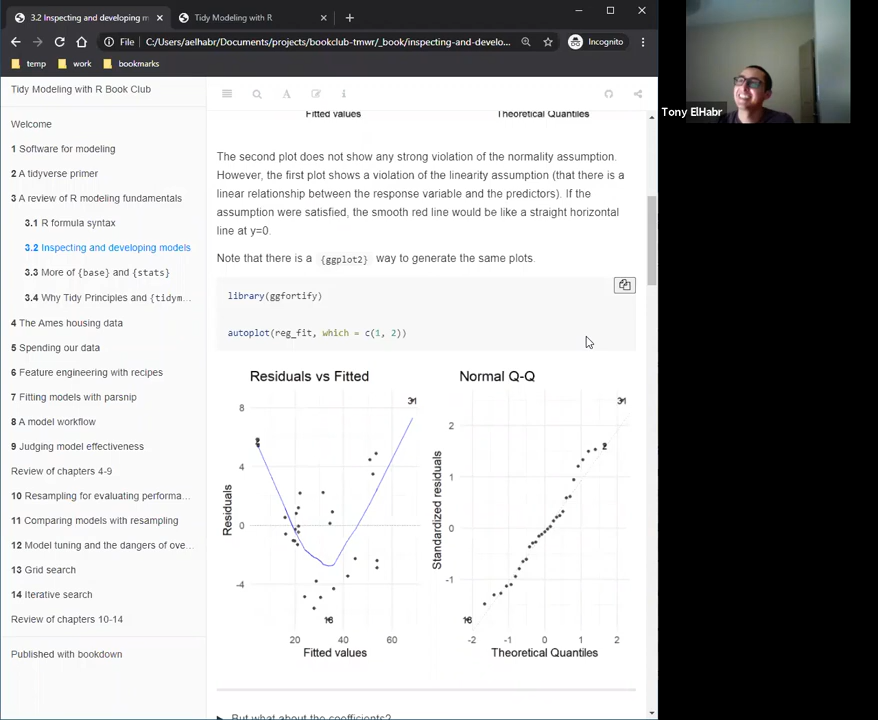 3.2 Inspecting and developing m
Tidy Modeling with R
File
C:/Users/aelhabr/Documents/projects/bookclub-tmwr/_book/inspecting-and-develo...
Incognito
temp
work
bookmarks
Tony ElHabr
Tidy Modeling with R Book Club
Welcome
1 Software for modeling
2 A tidyverse primer
3 A review of R modeling fundamentals
3.1 R formula syntax
3.2 Inspecting and developing models
3.3 More of {base} and {stats}
3.4 Why Tidy Principles and {tidym...
4 The Ames housing data
5 Spending our data
6 Feature engineering with recipes
7 Fitting models with parsnip
8 A model workflow
9 Judging model effectiveness
Review of chapters 4-9
10 Resampling for evaluating performa...
11 Comparing models with resampling
12 Model tuning and the dangers of ove...
13 Grid search
14 Iterative search
Review of chapters 10-14
Published with bookdown
Fitted values
Theoretical Quantiles
The second plot does not show any strong violation of the normality assumption.
However, the first plot shows a violation of the linearity assumption (that there is a
linear relationship between the response variable and the predictors). If the
assumption were satisfied, the smooth red line would be like a straight horizontal
line at y=0.
Note that there is a {ggplot2} way to generate the same plots.
library(ggfortify)
autoplot(reg_fit, which = c(1, 2))
Residuals vs Fitted
31
8
4
0
-4
Residuals
20
40
60
Fitted values
Normal Q-Q
31
2
1
0
-1
Standardized residuals
-2
-1
0
1
2
Theoretical Quantiles
But what about the coefficients?